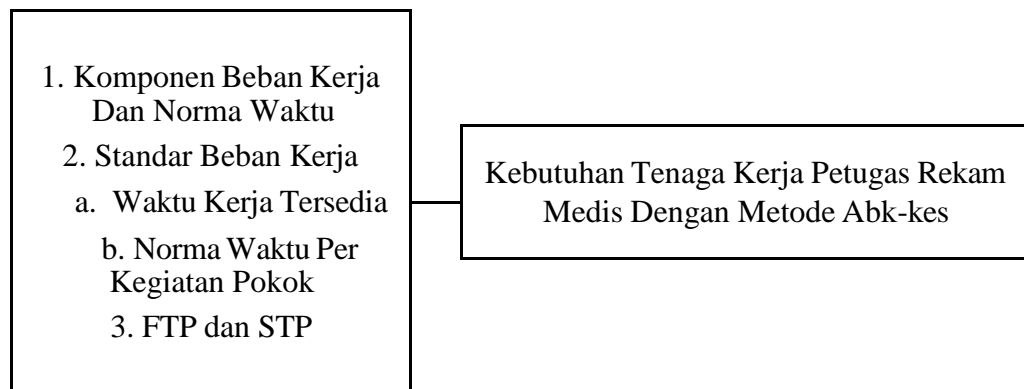 1. Komponen Beban Kerja
Dan Norma Waktu
2. Standar Beban Kerja
a. Waktu Kerja Tersedia
b. Norma Waktu Per
Kegiatan Pokok
3. FTP dan STP
Kebutuhan Tenaga Kerja Petugas Rekam
Medis Dengan Metode Abk-kes